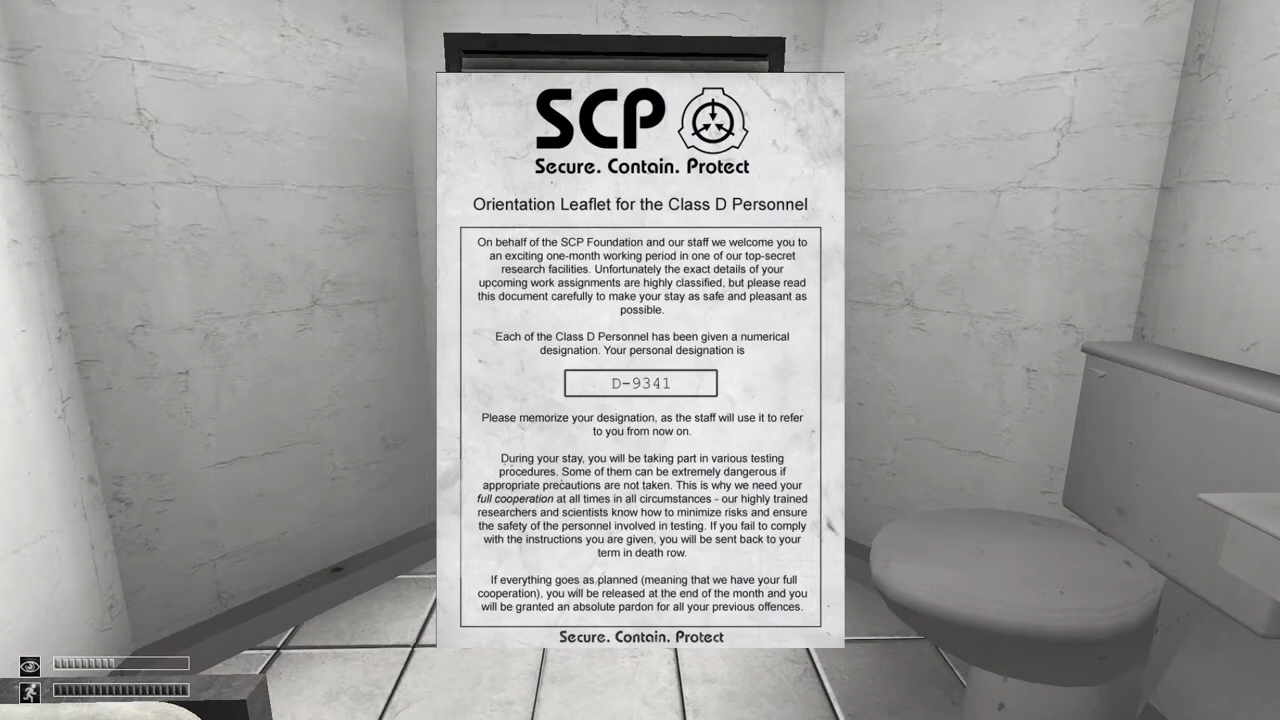 SCP
Secure. Contain. Protect
Orientation Leaflet for the Class D Personnel
On behalf of the SCP Foundation and our staff we welcome you to
an exciting one-month working period in one of our top-secret
research facilities. Unfortunately the exact details of your
upcoming work assignments are highly classified, but please read
this document carefully to make your stay as safe and pleasant as
possible.
Each of the Class D Personnel has been given a numerical
designation. Your personal designation is
D-9341
Please memorize your designation, as the staff will use it to refer
to you from now on.
During your stay, you will be taking part in various testing
procedures. Some of them can be extremely dangerous if
appropriate precautions are not taken. This is why we need your
full cooperation at all times in all circumstances - our highly trained
researchers and scientists know how to minimize risks and ensure
the safety of the personnel involved in testing. If you fail to comply
with the instructions you are given, you will be sent back to your
term in death row.
If everything goes as planned (meaning that we have your full
cooperation), you will be released at the end of the month and you
will be granted an absolute pardon for all your previous offences.
Secure. Contain. Protect